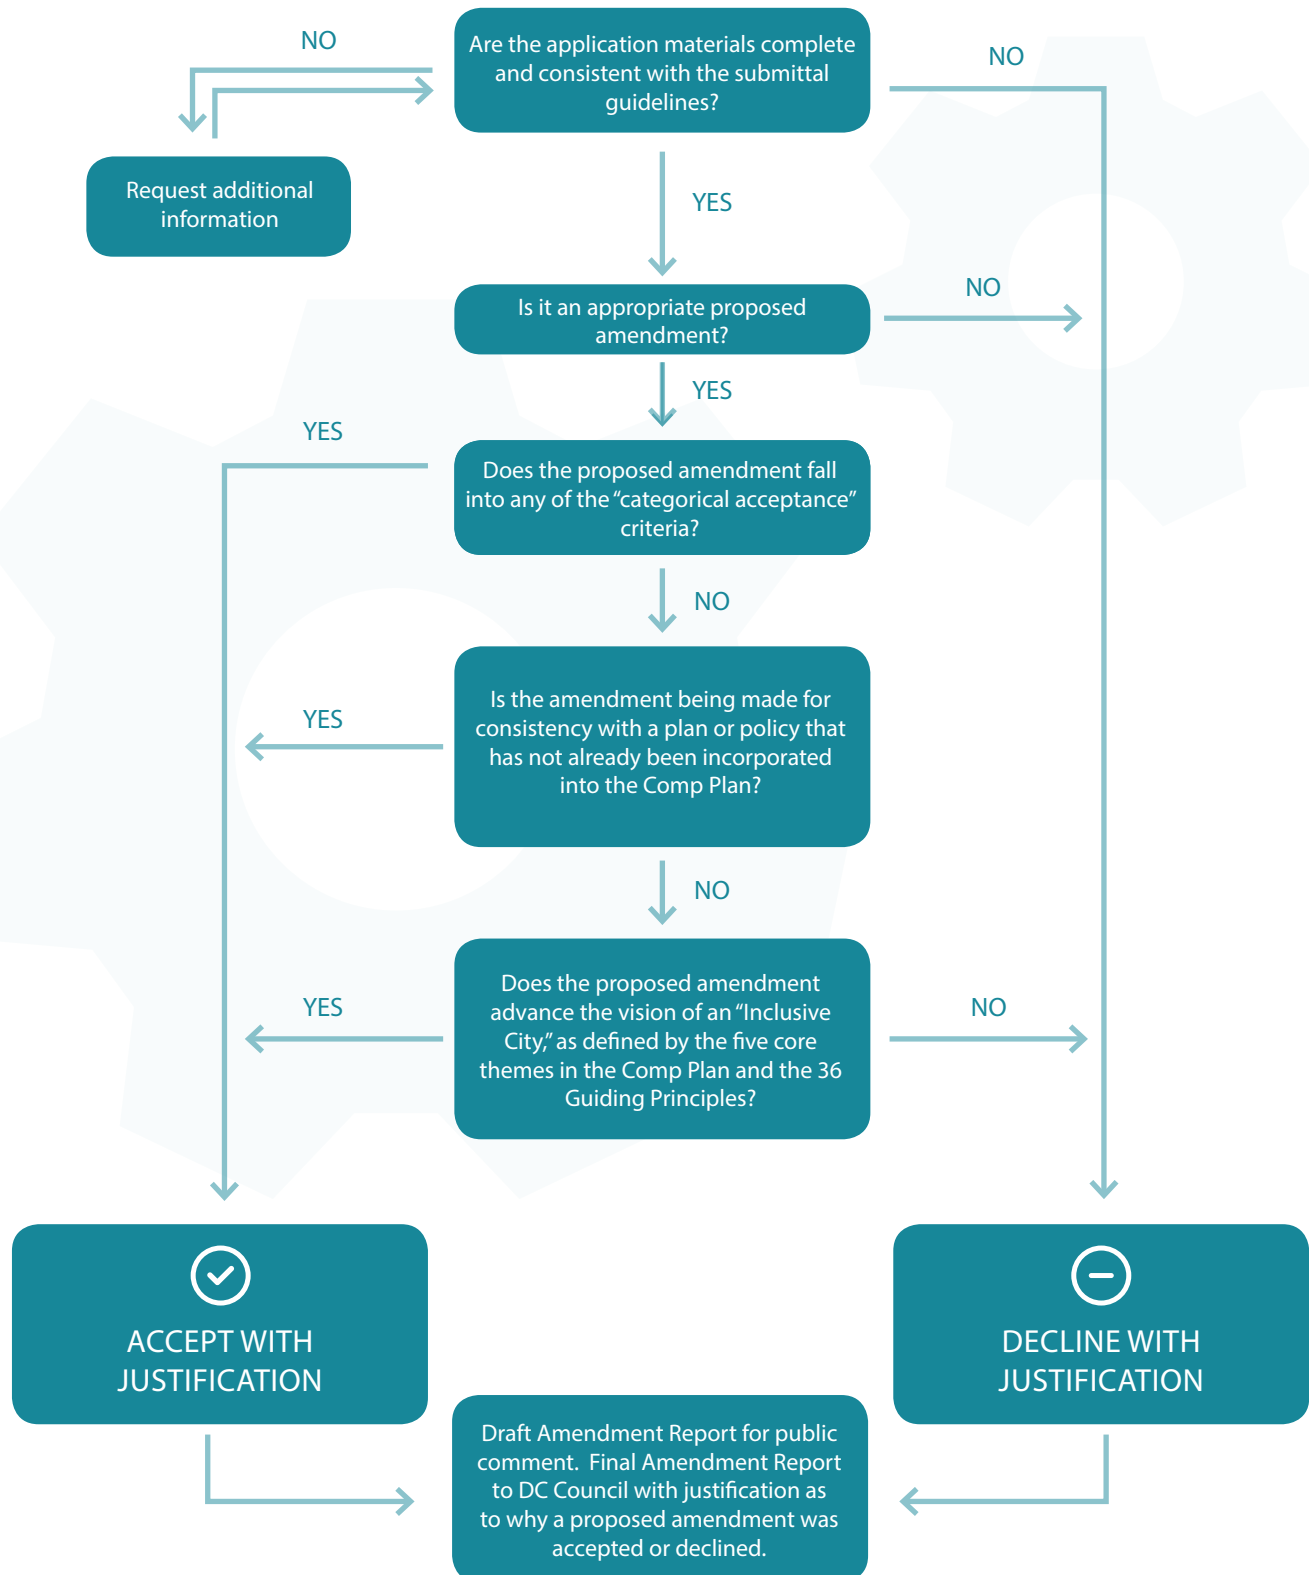 NO
Are the application materials complete
and consistent with the submittal
guidelines?
NO
Request additional
information
YES
Is it an appropriate proposed
amendment?
NO
YES
YES
Does the proposed amendment fall
into any of the “categorical acceptance”
criteria?
NO
Is the amendment being made for
consistency with a plan or policy that
has not already been incorporated
into the Comp Plan?
YES
NO
Does the proposed amendment
advance the vision of an “Inclusive
City,” as defined by the five core
themes in the Comp Plan and the 36
Guiding Principles?
YES
NO
ACCEPT WITH
JUSTIFICATION
DECLINE WITH
JUSTIFICATION
Draft Amendment Report for public
comment.  Final Amendment Report
to DC Council with justification as
to why a proposed amendment was
accepted or declined.